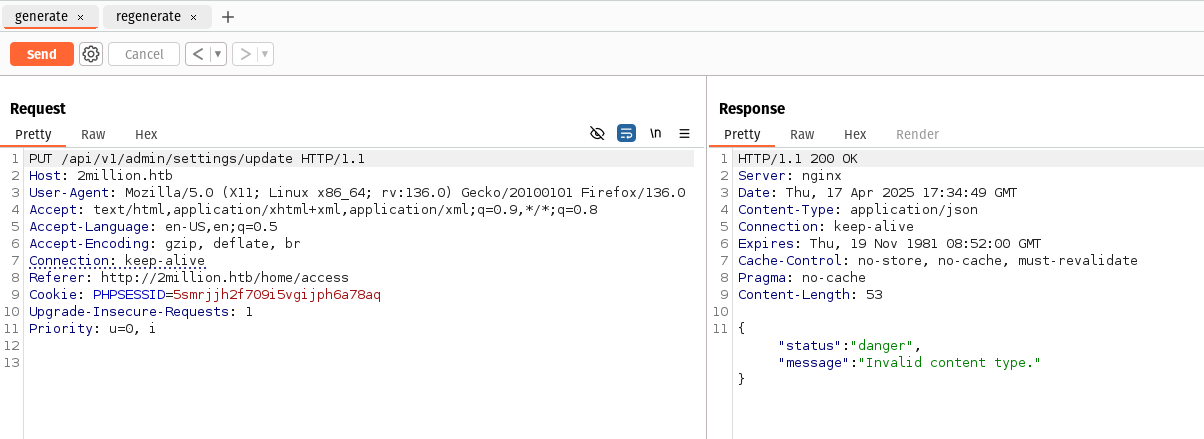 generate × regenerate × +
Send Cancel < ▼ > ▼
Request
Pretty Raw Hex \n
1 PUT /api/v1/admin/settings/update HTTP/1.1
2 Host: 2million.htb
3 User-Agent: Mozilla/5.0 (X11; Linux x86_64; rv:136.0) Gecko/20100101 Firefox/136.0
4 Accept: text/html,application/xhtml+xml,application/xml;q=0.9,*/*;q=0.8
5 Accept-Language: en-US,en;q=0.5
6 Accept-Encoding: gzip, deflate, br
7 Connection: keep-alive
8 Referer: http://2million.htb/home/access
9 Cookie: PHPSESSID=5smrjjh2f709i5vgijph6a78aq
10 Upgrade-Insecure-Requests: 1
11 Priority: u=0, i
12
13
Response
Pretty Raw Hex Render
1 HTTP/1.1 200 OK
2 Server: nginx
3 Date: Thu, 17 Apr 2025 17:34:49 GMT
4 Content-Type: application/json
5 Connection: keep-alive
6 Expires: Thu, 19 Nov 1981 08:52:00 GMT
7 Cache-Control: no-store, no-cache, must-revalidate
8 Pragma: no-cache
9 Content-Length: 53
10
11 {
"status":"danger",
"message":"Invalid content type."
}